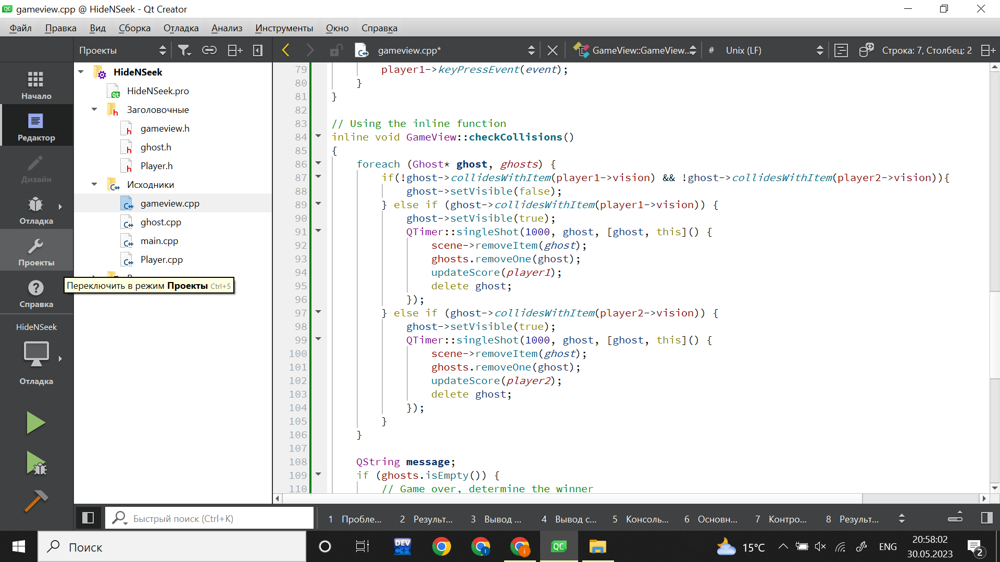 gameview.cpp @ HideNSeek - Qt Creator
Файл Правка Вид Сборка Отладка Анализ Инструменты Окно Справка
Проекты gameview.cpp* GameView::GameView... # Unix (LF) Строка: 7, Столбец: 2
Начало
Редактор
Дизайн
Отладка
Проекты
Справка
HideNSeek
Отладка
HideNSeek
HideNSeek.pro
Заголовочные
gameview.h
ghost.h
Player.h
Исходники
gameview.cpp
ghost.cpp
main.cpp
Player.cpp
Переключить в режим Проекты Ctrl+5
79 player1->keyPressEvent(event);
80 }
81 }
82
83 // Using the inline function
84 inline void GameView::checkCollisions()
85 {
86 foreach (Ghost* ghost, ghosts) {
87 if(!ghost->collidesWithItem(player1->vision) && !ghost->collidesWithItem(player2->vision)){
88 ghost->setVisible(false);
89 } else if (ghost->collidesWithItem(player1->vision)) {
90 ghost->setVisible(true);
91 QTimer::singleShot(1000, ghost, [ghost, this]() {
92 scene->removeItem(ghost);
93 ghosts.removeOne(ghost);
94 updateScore(player1);
95 delete ghost;
96 });
97 } else if (ghost->collidesWithItem(player2->vision)) {
98 ghost->setVisible(true);
99 QTimer::singleShot(1000, ghost, [ghost, this]() {
100 scene->removeItem(ghost);
101 ghosts.removeOne(ghost);
102 updateScore(player2);
103 delete ghost;
104 });
105 }
106 }
107
108 QString message;
109 if (ghosts.isEmpty()) {
110 // Game over, determine the winner
Быстрый поиск (Ctrl+K) 1 Пробле... 2 Результ... 3 Вывод ... 4 Вывод с... 5 Консоль... 6 Основн... 7 Контро... 8 Результ...
Поиск DEV C++ QC 15°C ENG 20:58:02
30.05.2023 2